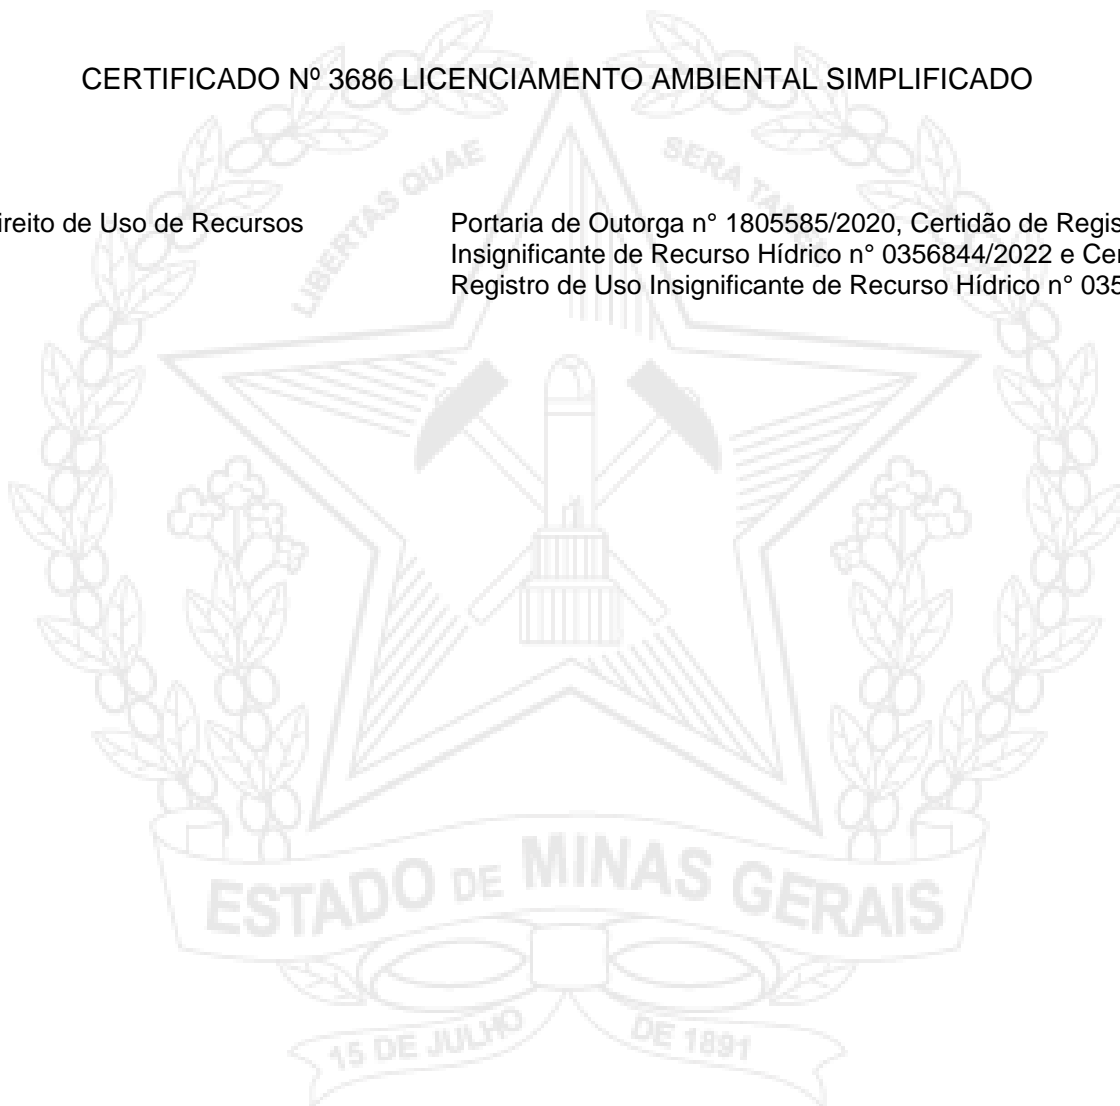 CERTIFICADO Nº 3686 LICENCIAMENTO AMBIENTAL SIMPLIFICADO
LIBERTAS QUAE SERA TAMEN
ireito de Uso de Recursos
Portaria de Outorga n° 1805585/2020, Certidão de Regis
Insignificante de Recurso Hídrico n° 0356844/2022 e Cer
Registro de Uso Insignificante de Recurso Hídrico n° 035
ESTADO DE MINAS GERAIS
15 DE JULHO DE 1891